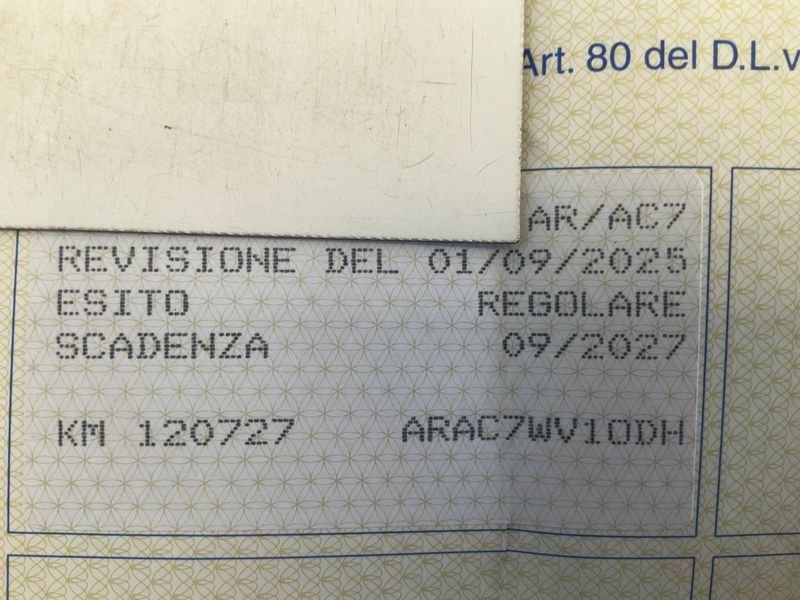 Art. 80 del D.L.v
AR/AC7
REVISIONE DEL 01/09/2025
ESITO REGOLARE
SCADENZA 09/2027
KM 120727 ARAC7WV10DH